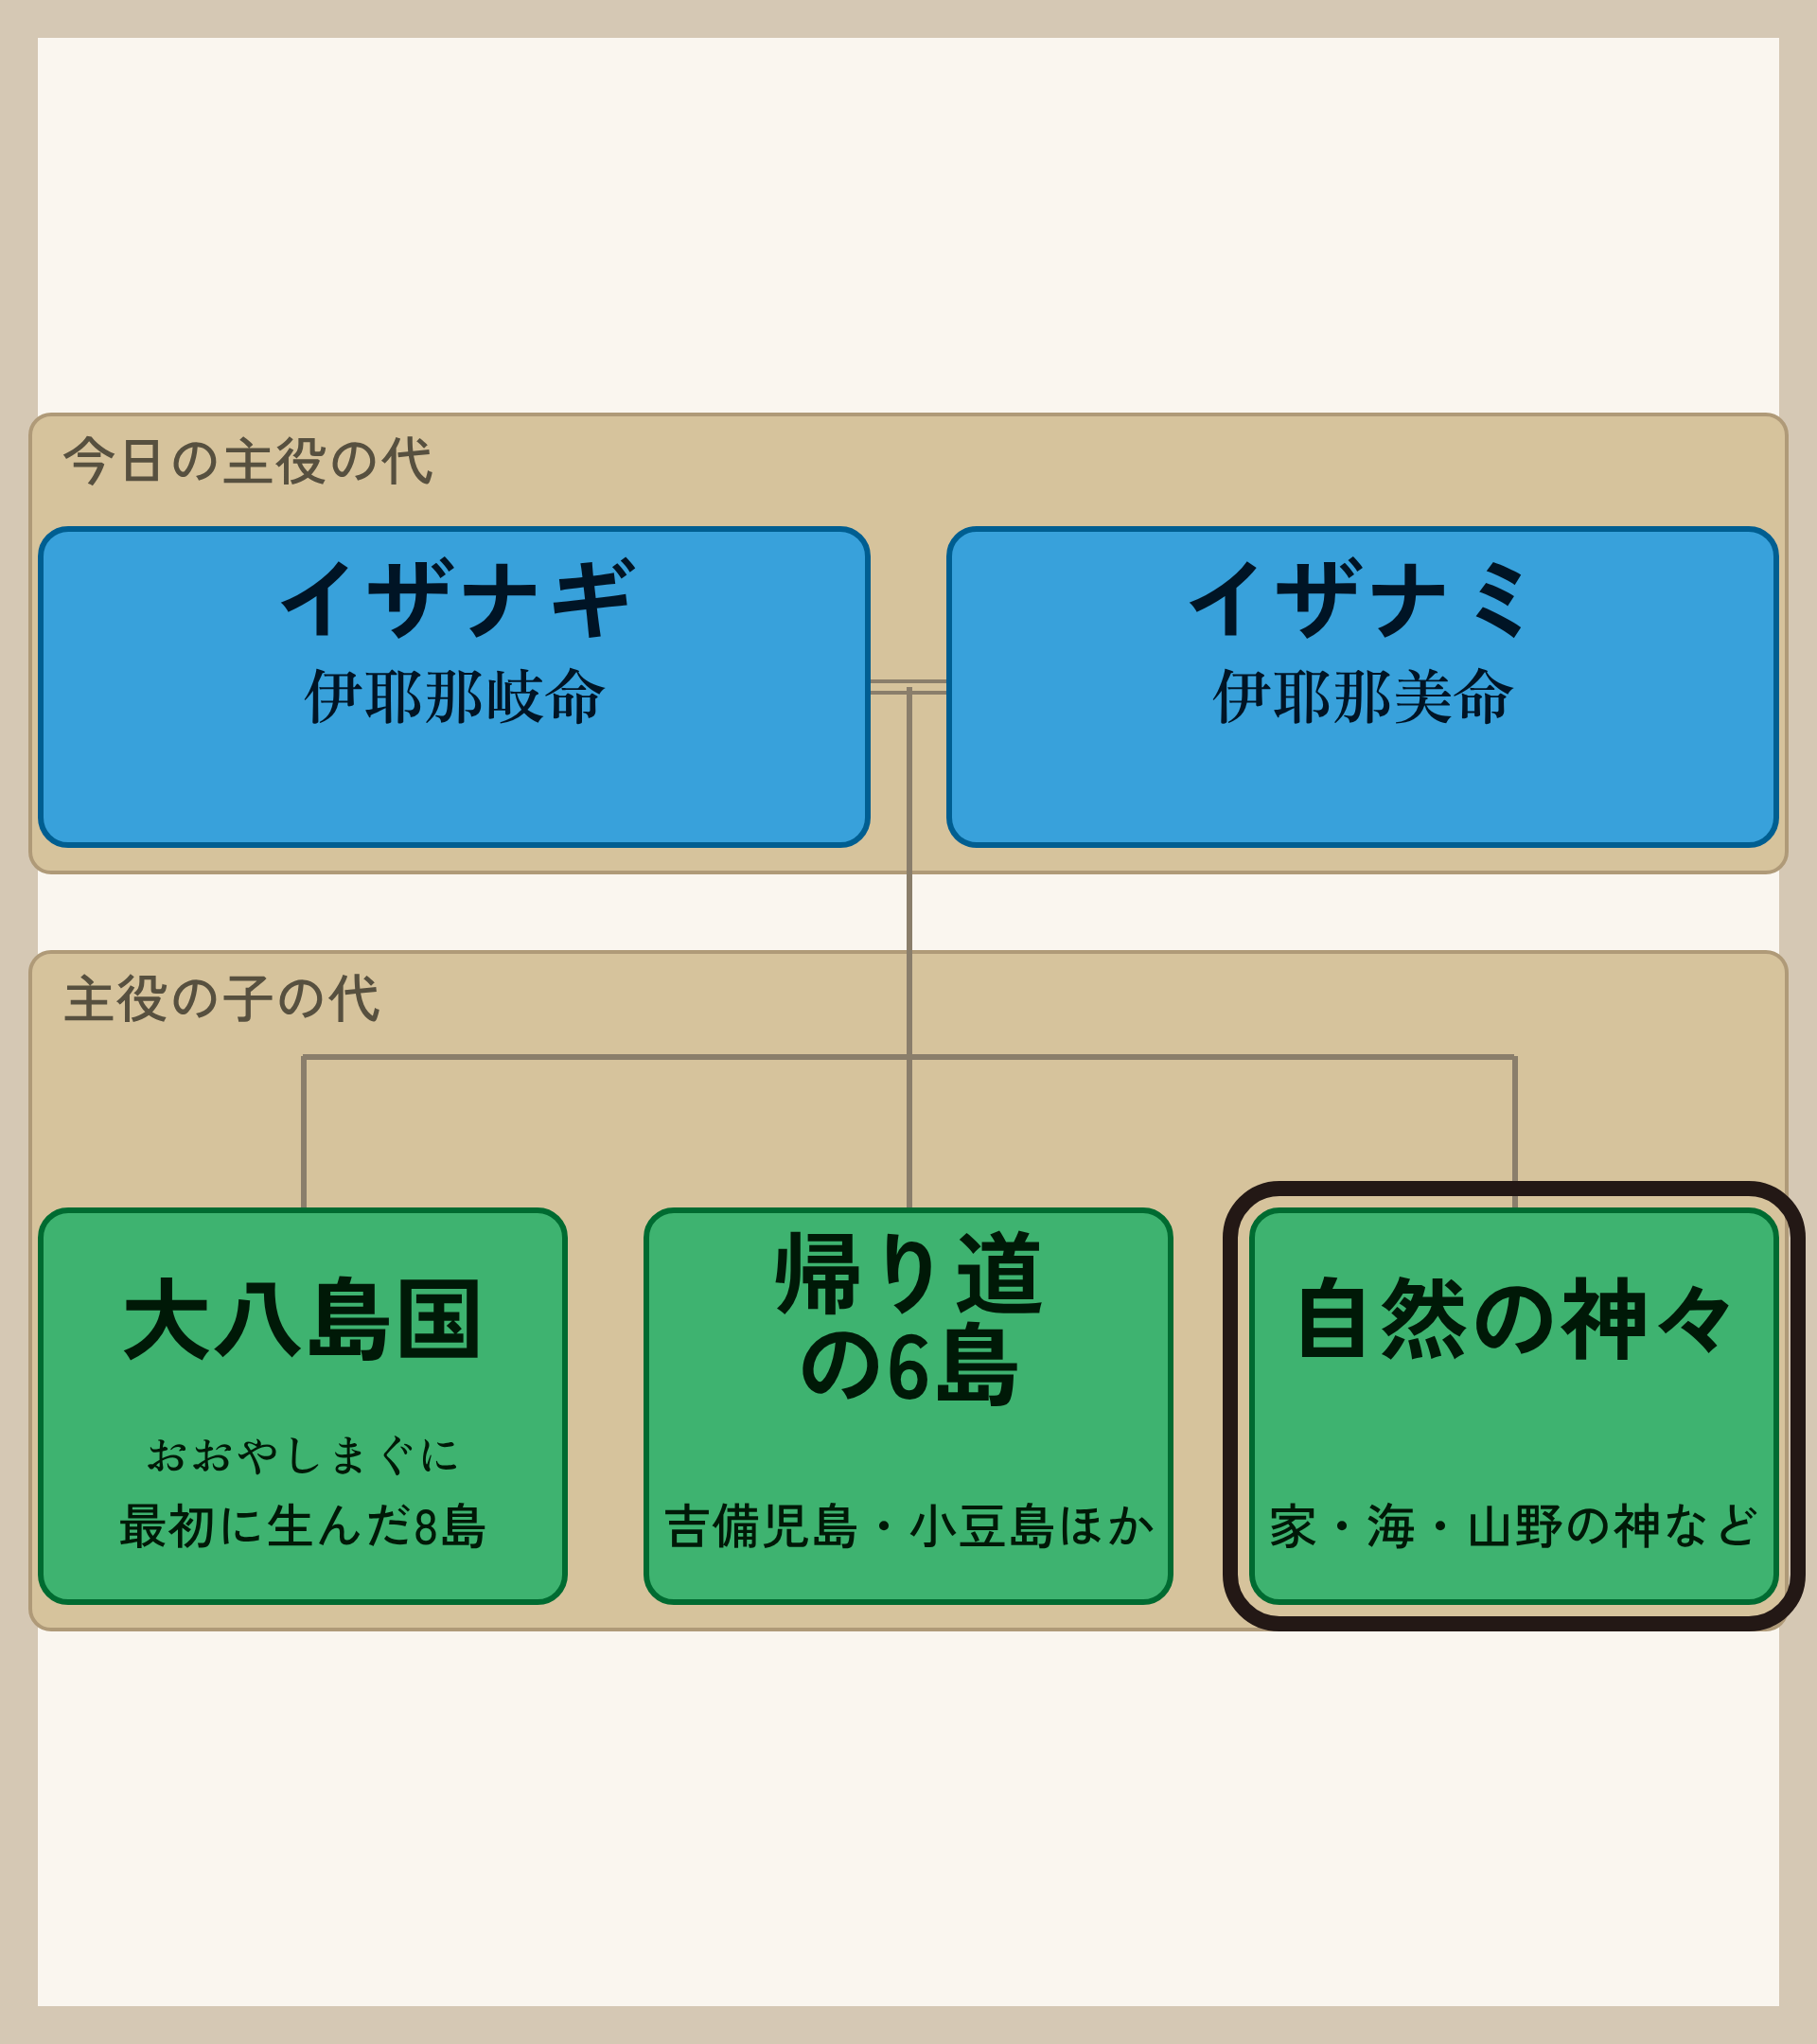 今日の主役の代
イザナギ
伊耶那岐命
イザナミ
伊耶那美命
主役の子の代
大八島国
おおやしまぐに
最初に生んだ8島
帰り道
の6島
吉備児島・小豆島ほか
自然の神々
家・海・山野の神など